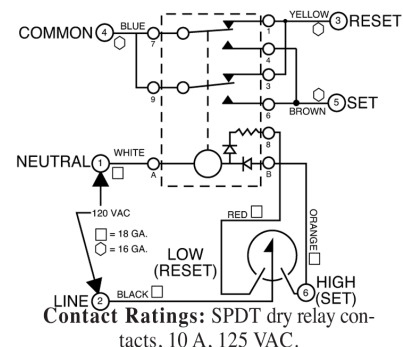 COMMON 4 BLUE 7 1 YELLOW 3 RESET
4
9 3
6 BROWN 5 SET
8
NEUTRAL 1 WHITE A B
120 VAC
= 18 GA.
= 16 GA.
RED
ORANGE
LOW
(RESET)
6 HIGH
(SET)
LINE 2 BLACK
Contact Ratings: SPDT dry relay con-
tacts, 10 A, 125 VAC.